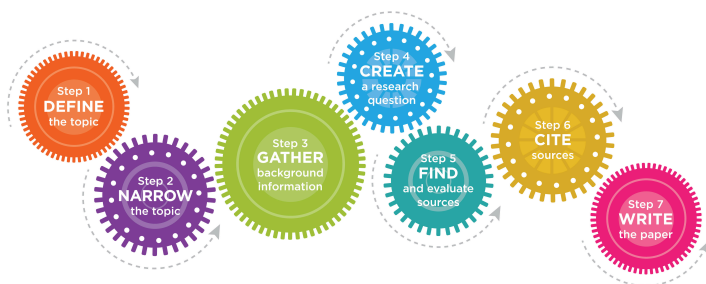 Step 1
DEFINE
the topic
Step 2
NARROW
the topic
Step 3
GATHER
background
information
Step 4
CREATE
a research
question
Step 5
FIND
and evaluate
sources
Step 6
CITE
sources
Step 7
WRITE
the paper